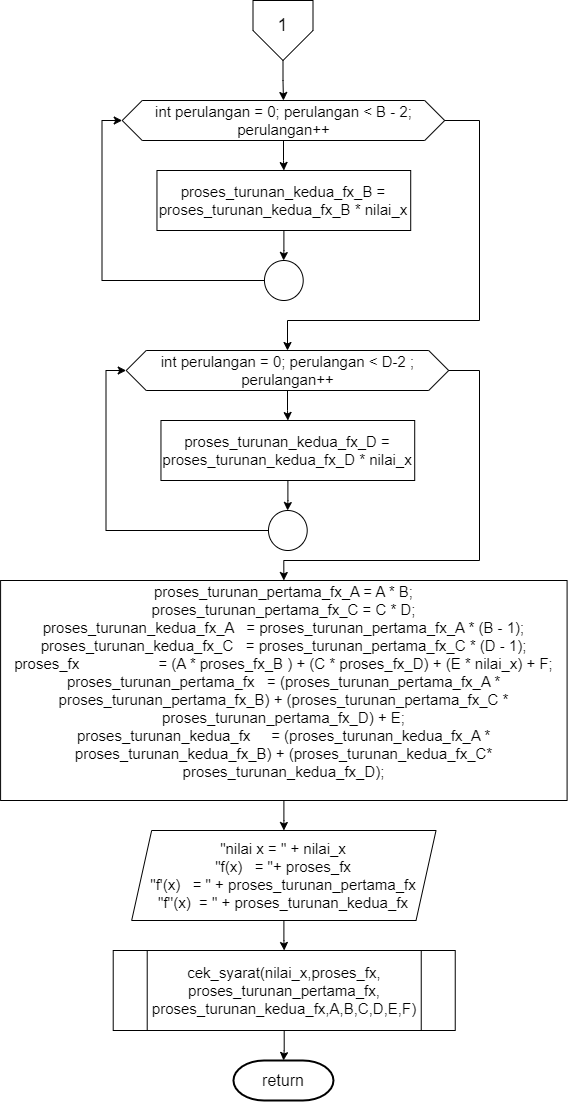 1
int perulangan = 0; perulangan < B - 2;
perulangan++
proses_turunan_kedua_fx_B =
proses_turunan_kedua_fx_B * nilai_x
int perulangan = 0; perulangan < D-2 ;
perulangan++
proses_turunan_kedua_fx_D =
proses_turunan_kedua_fx_D * nilai_x
proses_turunan_pertama_fx_A = A * B;
proses_turunan_pertama_fx_C = C * D;
proses_turunan_kedua_fx_A   = proses_turunan_pertama_fx_A * (B - 1);
proses_turunan_kedua_fx_C   = proses_turunan_pertama_fx_C * (D - 1);
proses_fx                   = (A * proses_fx_B ) + (C * proses_fx_D) + (E * nilai_x) + F;
proses_turunan_pertama_fx   = (proses_turunan_pertama_fx_A *
proses_turunan_pertama_fx_B) + (proses_turunan_pertama_fx_C *
proses_turunan_pertama_fx_D) + E;
proses_turunan_kedua_fx     = (proses_turunan_kedua_fx_A *
proses_turunan_kedua_fx_B) + (proses_turunan_kedua_fx_C*
proses_turunan_kedua_fx_D);
"nilai x = " + nilai_x
"f(x)   = "+ proses_fx
"f'(x)   = " + proses_turunan_pertama_fx
"f''(x)  = " + proses_turunan_kedua_fx
cek_syarat(nilai_x,proses_fx,
proses_turunan_pertama_fx,
proses_turunan_kedua_fx,A,B,C,D,E,F)
return